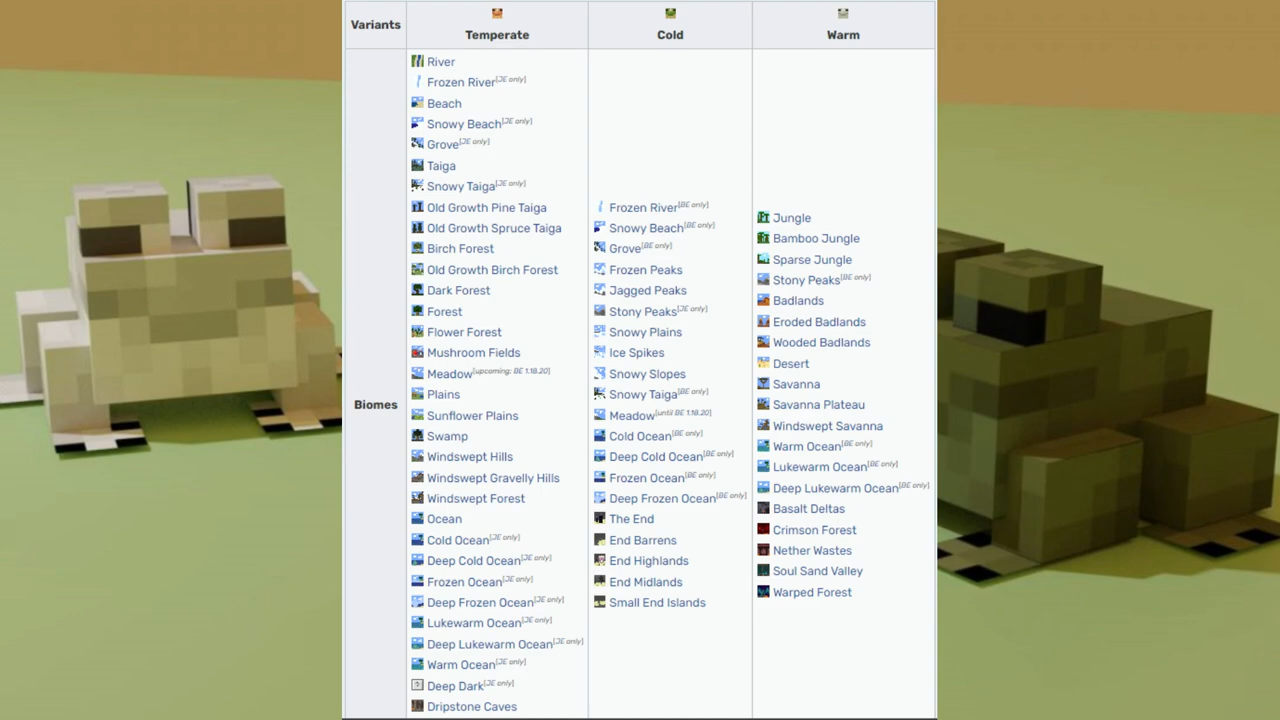 Variants
Temperate
Cold
Warm
Biomes
River
Frozen River[JE only]
Beach
Snowy Beach[JE only]
Grove[JE only]
Taiga
Snowy Taiga[JE only]
Old Growth Pine Taiga
Old Growth Spruce Taiga
Birch Forest
Old Growth Birch Forest
Dark Forest
Forest
Flower Forest
Mushroom Fields
Meadow[upcoming: BE 1.18.20]
Plains
Sunflower Plains
Swamp
Windswept Hills
Windswept Gravelly Hills
Windswept Forest
Ocean
Cold Ocean[JE only]
Deep Cold Ocean[JE only]
Frozen Ocean[JE only]
Deep Frozen Ocean[JE only]
Lukewarm Ocean[JE only]
Deep Lukewarm Ocean[JE only]
Warm Ocean[JE only]
Deep Dark[JE only]
Dripstone Caves
Frozen River[BE only]
Snowy Beach[BE only]
Grove[BE only]
Frozen Peaks
Jagged Peaks
Stony Peaks[JE only]
Snowy Plains
Ice Spikes
Snowy Slopes
Snowy Taiga[BE only]
Meadow[until BE 1.18.20]
Cold Ocean[BE only]
Deep Cold Ocean[BE only]
Frozen Ocean[BE only]
Deep Frozen Ocean[BE only]
The End
End Barrens
End Highlands
End Midlands
Small End Islands
Jungle
Bamboo Jungle
Sparse Jungle
Stony Peaks[BE only]
Badlands
Eroded Badlands
Wooded Badlands
Desert
Savanna
Savanna Plateau
Windswept Savanna
Warm Ocean[BE only]
Lukewarm Ocean[BE only]
Deep Lukewarm Ocean[BE only]
Basalt Deltas
Crimson Forest
Nether Wastes
Soul Sand Valley
Warped Forest